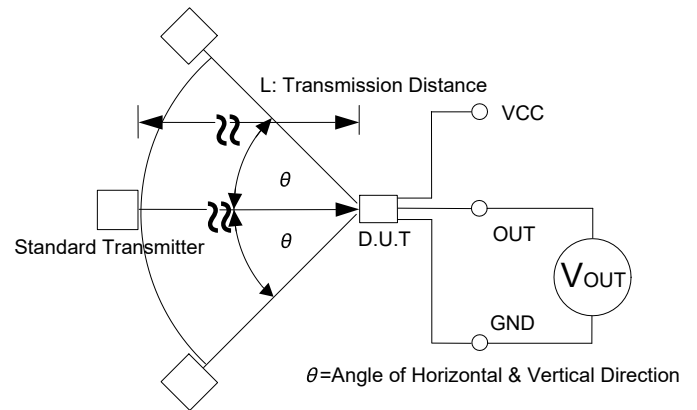 L: Transmission Distance
VCC
θ
Standard Transmitter
θ
D.U.T
OUT
VOUT
GND
θ=Angle of Horizontal & Vertical Direction